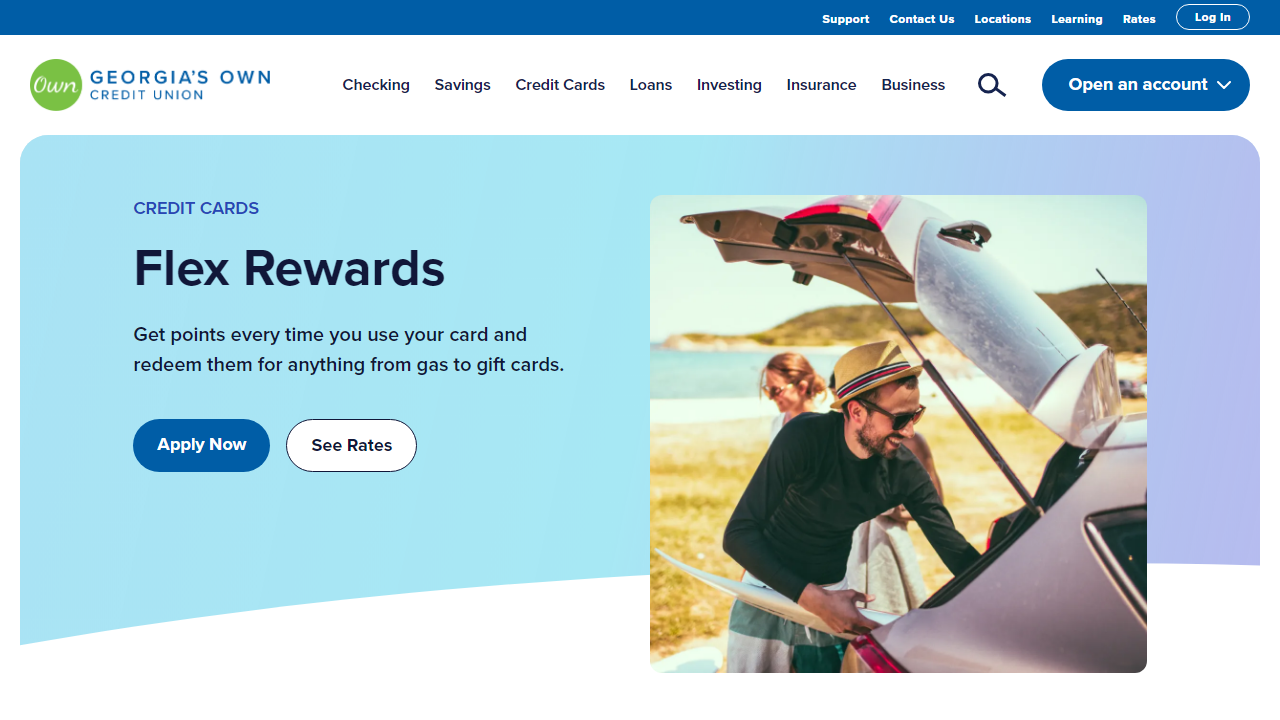 Support Contact Us Locations Learning Rates Log In
Own GEORGIA'S OWN
CREDIT UNION
Checking Savings Credit Cards Loans Investing Insurance Business Open an account
CREDIT CARDS
Flex Rewards
Get points every time you use your card and
redeem them for anything from gas to gift cards.
Apply Now See Rates